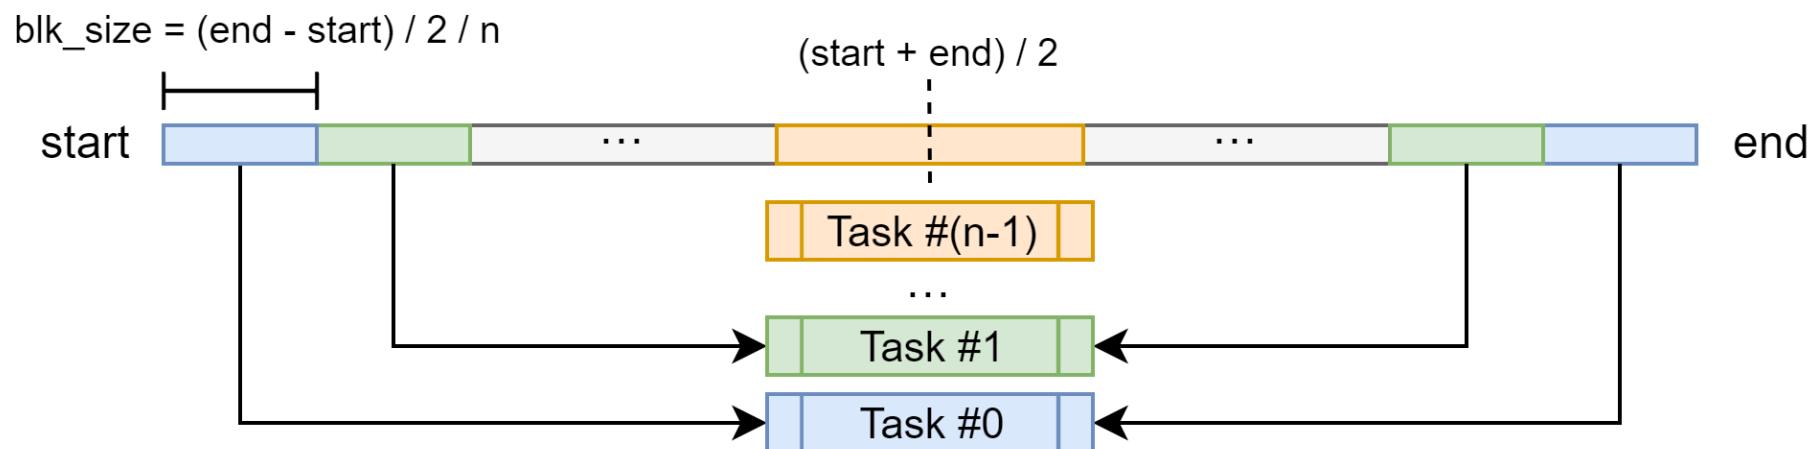 blk_size = (end - start) / 2 / n
(start + end) / 2
start
...
...
end
Task #(n-1)
...
Task #1
Task #0